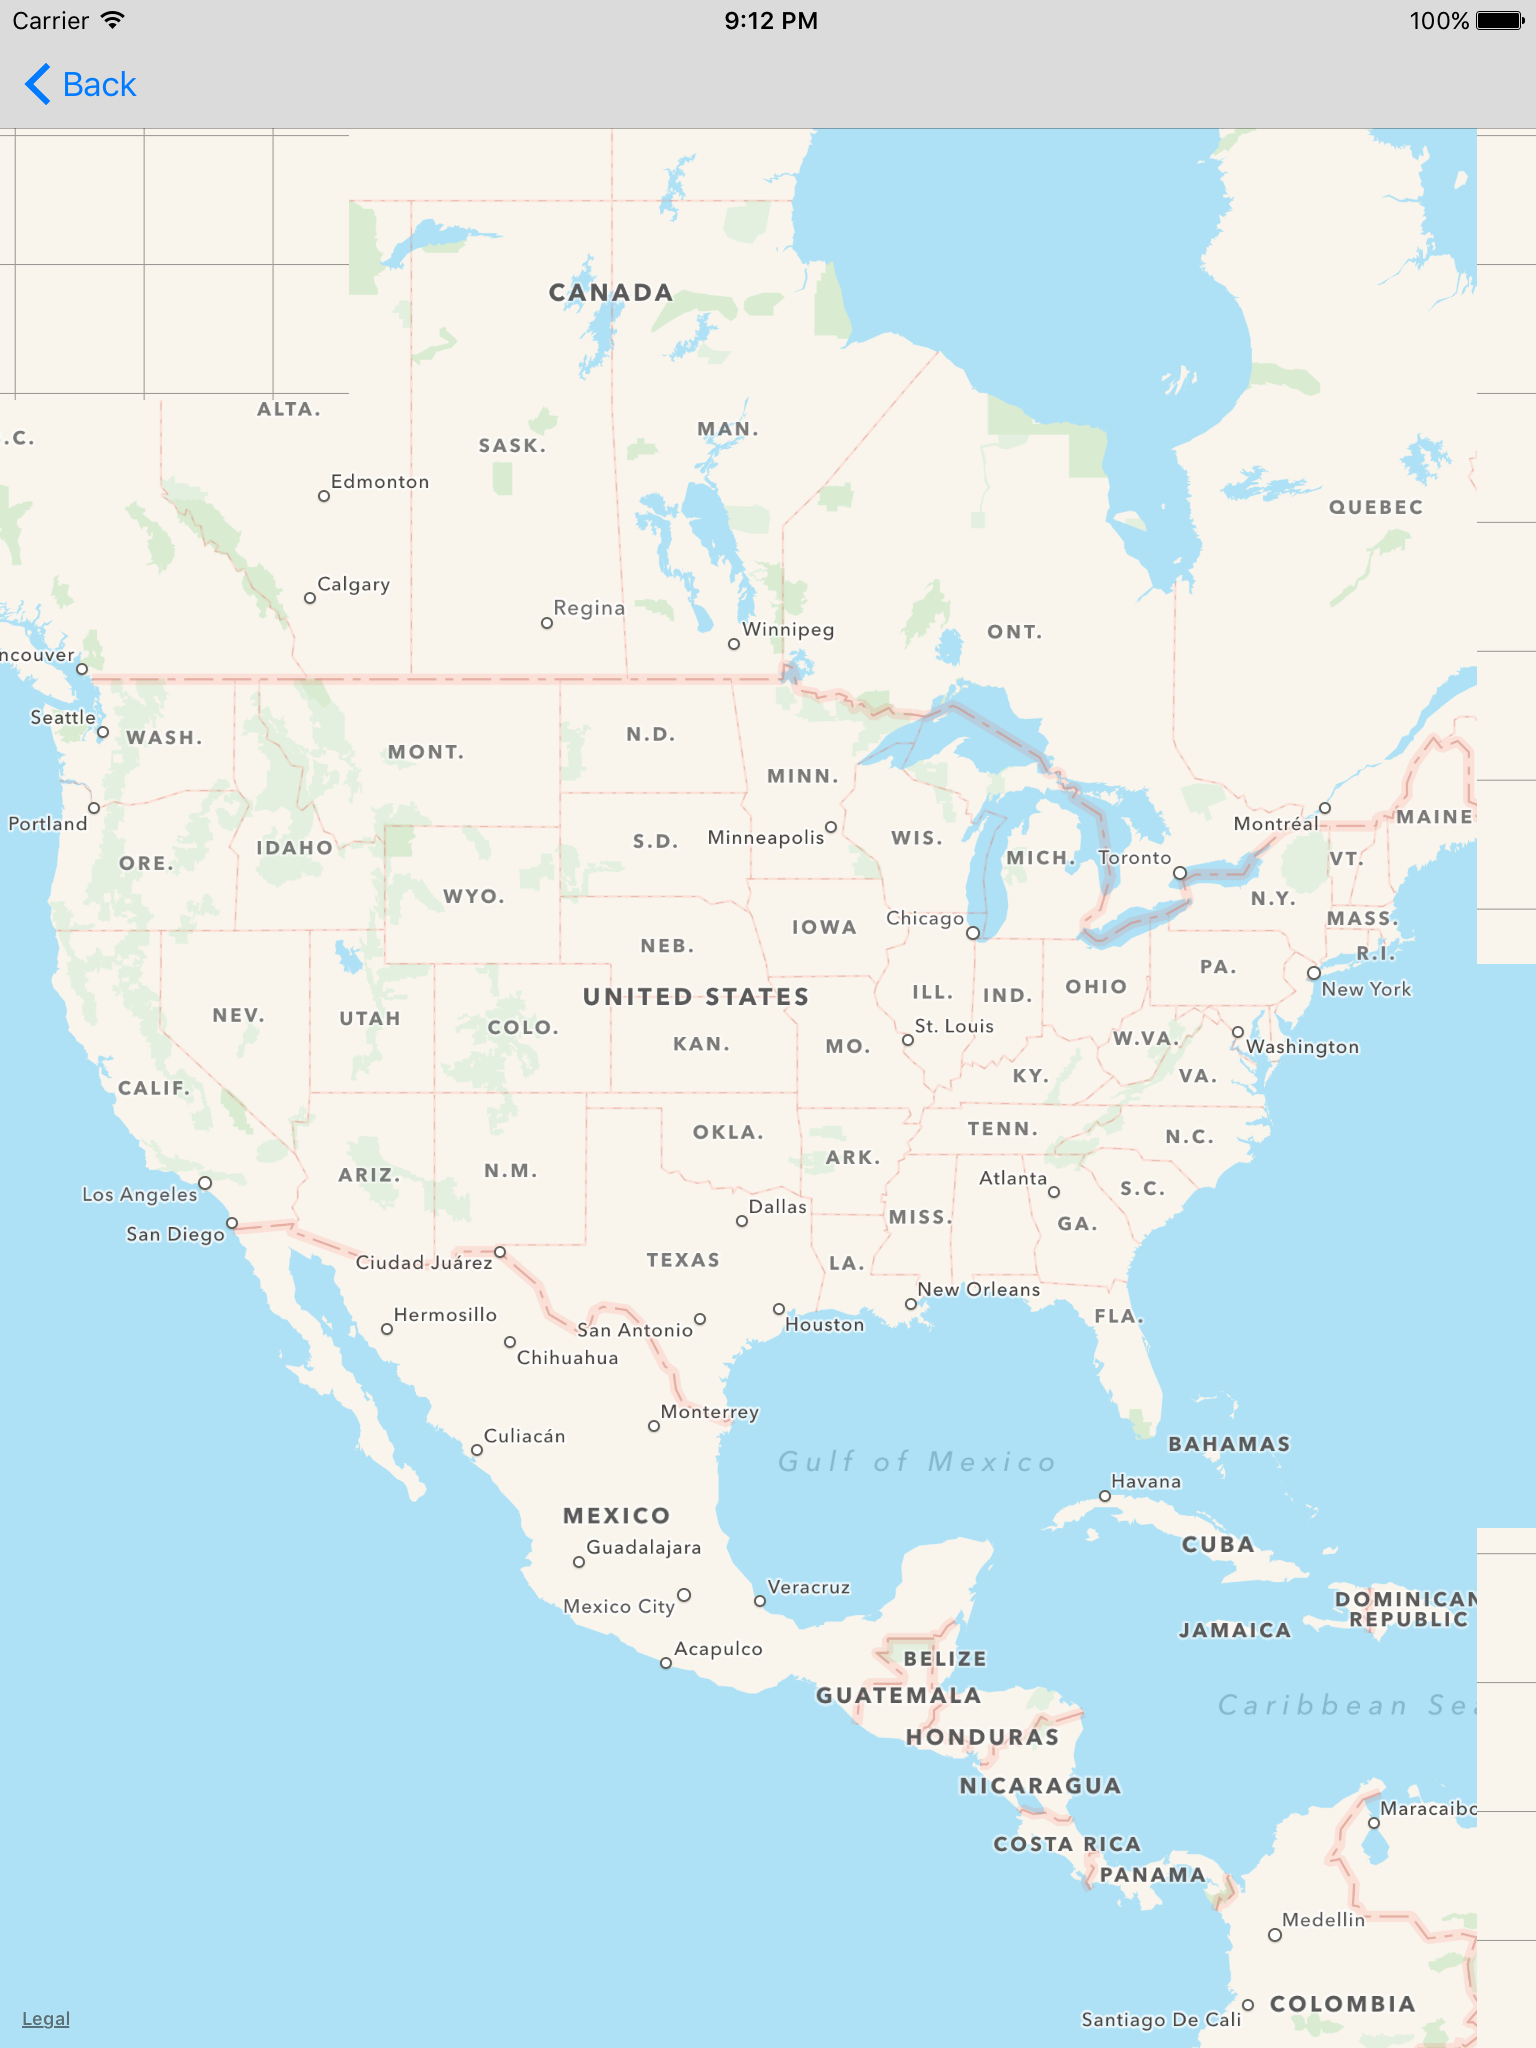 Carrier
9:12 PM
100%
Back
CANADA
ALTA.
.C.
SASK.
MAN.
Edmonton
QUEBEC
Calgary
Regina
Winnipeg
ONT.
ncouver
Seattle
WASH.
MONT.
N.D.
MINN.
Portland
ORE.
IDAHO
S.D.
Minneapolis
WIS.
MICH.
Toronto
Montréal
MAINE
VT.
WYO.
N.Y.
IOWA
Chicago
MASS.
NEB.
R.I.
PA.
OHIO
New York
UNITED STATES
ILL.
IND.
NEV.
UTAH
COLO.
KAN.
MO.
St. Louis
W.VA.
Washington
CALIF.
KY.
VA.
OKLA.
TENN.
N.C.
ARIZ.
N.M.
ARK.
Los Angeles
Atlanta
S.C.
San Diego
Dallas
MISS.
GA.
Ciudad Juárez
TEXAS
LA.
New Orleans
Hermosillo
San Antonio
Houston
FLA.
Chihuahua
Monterrey
Culiacán
Gulf of Mexico
BAHAMAS
Havana
MEXICO
Guadalajara
CUBA
Mexico City
Veracruz
DOMINICAN
REPUBLIC
JAMAICA
Acapulco
BELIZE
GUATEMALA
Caribbean Sea
HONDURAS
NICARAGUA
Maracaibo
COSTA RICA
PANAMA
Medellin
COLOMBIA
Santiago De Cali
Legal